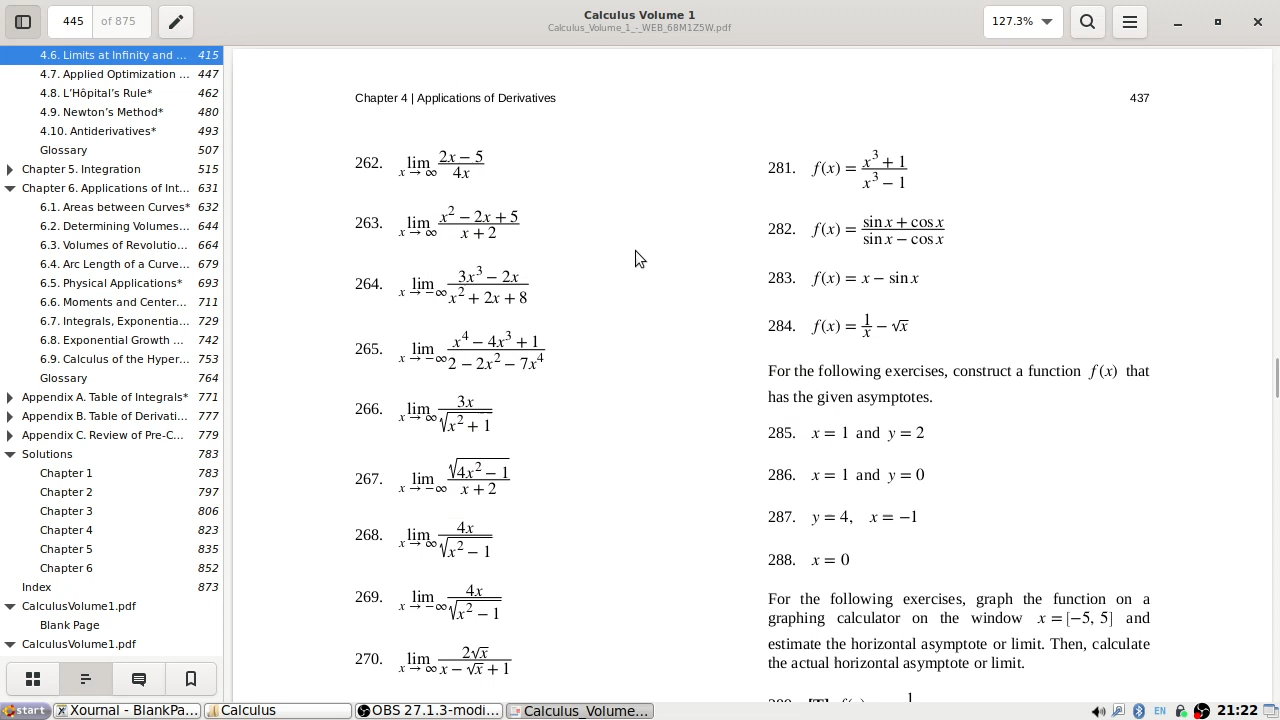 445 of 875
Calculus Volume 1
Calculus_Volume_1_-_WEB_68M1Z5W.pdf
127.3%
4.6. Limits at Infinity and ... 415
4.7. Applied Optimization ... 447
4.8. L'Hôpital's Rule* 462
4.9. Newton's Method* 480
4.10. Antiderivatives* 493
Glossary 507
Chapter 5. Integration 515
Chapter 6. Applications of Int... 631
6.1. Areas between Curves* 632
6.2. Determining Volumes... 644
6.3. Volumes of Revolutio... 664
6.4. Arc Length of a Curve... 679
6.5. Physical Applications* 693
6.6. Moments and Center... 711
6.7. Integrals, Exponentia... 729
6.8. Exponential Growth ... 742
6.9. Calculus of the Hyper... 753
Glossary 764
Appendix A. Table of Integrals* 771
Appendix B. Table of Derivati... 777
Appendix C. Review of Pre-C... 779
Solutions 783
Chapter 1 783
Chapter 2 797
Chapter 3 806
Chapter 4 823
Chapter 5 835
Chapter 6 852
Index 873
CalculusVolume1.pdf
Blank Page
CalculusVolume1.pdf
Chapter 4 | Applications of Derivatives 437
262. lim x → ∞ (2x − 5)/(4x)
263. lim x → ∞ (x² − 2x + 5)/(x + 2)
264. lim x → −∞ (3x³ − 2x)/(x² + 2x + 8)
265. lim x → −∞ (x⁴ − 4x³ + 1)/(2 − 2x² − 7x⁴)
266. lim x → ∞ 3x/√(x² + 1)
267. lim x → −∞ √(4x² − 1)/(x + 2)
268. lim x → ∞ 4x/√(x² − 1)
269. lim x → −∞ 4x/√(x² − 1)
270. lim x → ∞ 2√x/(x − √x + 1)
281. f(x) = (x³ + 1)/(x³ − 1)
282. f(x) = (sin x + cos x)/(sin x − cos x)
283. f(x) = x − sin x
284. f(x) = 1/x − √x
For the following exercises, construct a function f(x) that
has the given asymptotes.
285. x = 1 and y = 2
286. x = 1 and y = 0
287. y = 4, x = −1
288. x = 0
For the following exercises, graph the function on a
graphing calculator on the window x = [−5, 5] and
estimate the horizontal asymptote or limit. Then, calculate
the actual horizontal asymptote or limit.
start
Xournal - BlankPa...
Calculus
OBS 27.1.3-modi...
Calculus_Volume...
EN
21:22